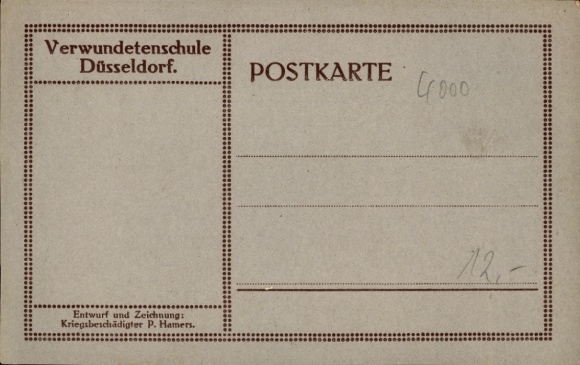 Verwundetenschule
Düsseldorf.
POSTKARTE
4000
12,-
Entwurf und Zeichnung:
Kriegsbeschädigter P. Hamers.